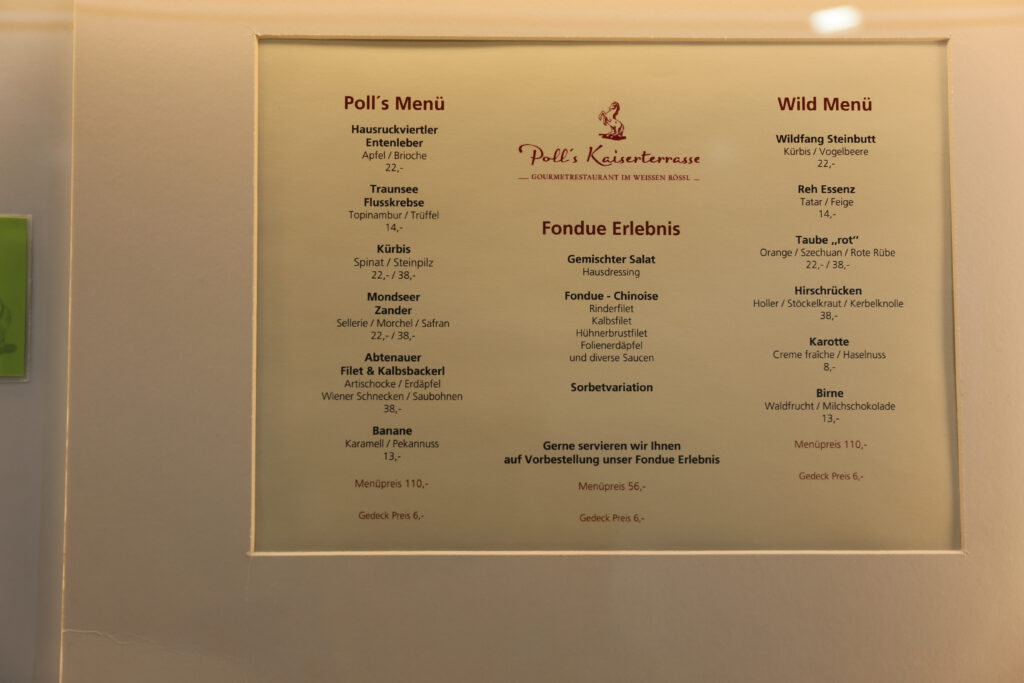 Poll´s Menü
Hausruckviertler
Entenleber
Apfel / Brioche
22,-
Traunsee
Flusskrebse
Topinambur / Trüffel
14,-
Kürbis
Spinat / Steinpilz
22,- / 38,-
Mondseer
Zander
Sellerie / Morchel / Safran
22,- / 38,-
Abtenauer
Filet & Kalbsbackerl
Artischocke / Erdäpfel
Wiener Schnecken / Saubohnen
38,-
Banane
Karamell / Pekannuss
13,-
Menüpreis 110,-
Gedeck Preis 6,-
Poll's Kaiserterrasse
GOURMETRESTAURANT IM WEISSEN RÖSSL
Fondue Erlebnis
Gemischter Salat
Hausdressing
Fondue - Chinoise
Rinderfilet
Kalbsfilet
Hühnerbrustfilet
Folienerdäpfel
und diverse Saucen
Sorbetvariation
Gerne servieren wir Ihnen
auf Vorbestellung unser Fondue Erlebnis
Menüpreis 56,-
Gedeck Preis 6,-
Wild Menü
Wildfang Steinbutt
Kürbis / Vogelbeere
22,-
Reh Essenz
Tatar / Feige
14,-
Taube „rot“
Orange / Szechuan / Rote Rübe
22,- / 38,-
Hirschrücken
Holler / Stöckelkraut / Kerbelknolle
38,-
Karotte
Creme fraîche / Haselnuss
8,-
Birne
Waldfrucht / Milchschokolade
13,-
Menüpreis 110,-
Gedeck Preis 6,-